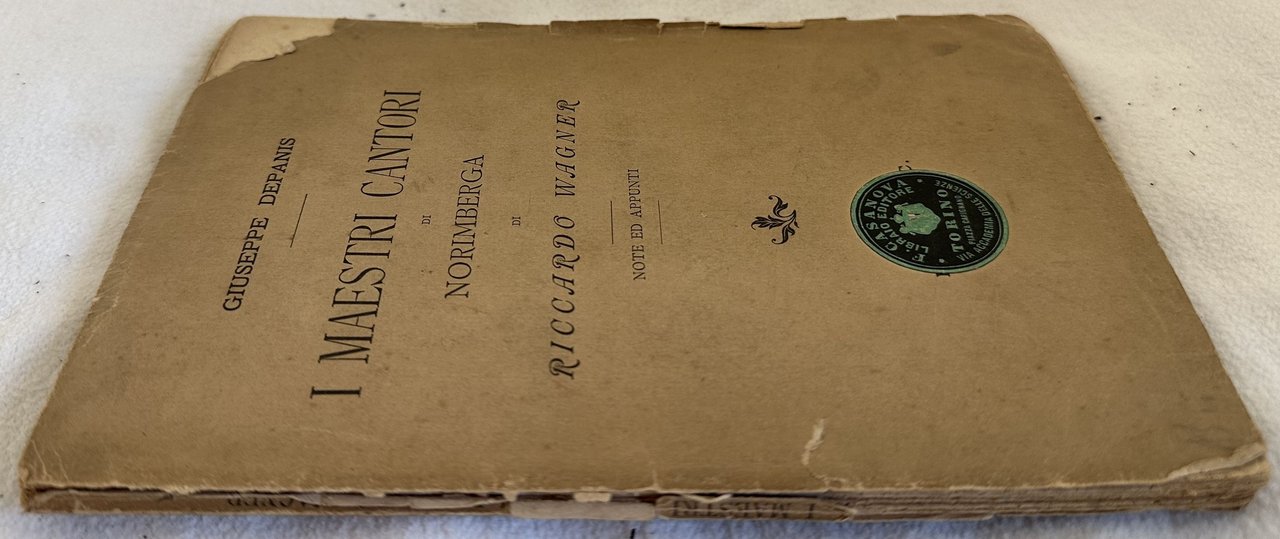 GIUSEPPE DEPANIS
I MAESTRI CANTORI
DI
NORIMBERGA
DI
RICCARDO WAGNER
NOTE ED APPUNTI
F. CASANOVA
LIBRAIO EDITORE
TORINO
VIA ACCADEMIA DELLE SCIENZE
I MAESTRI